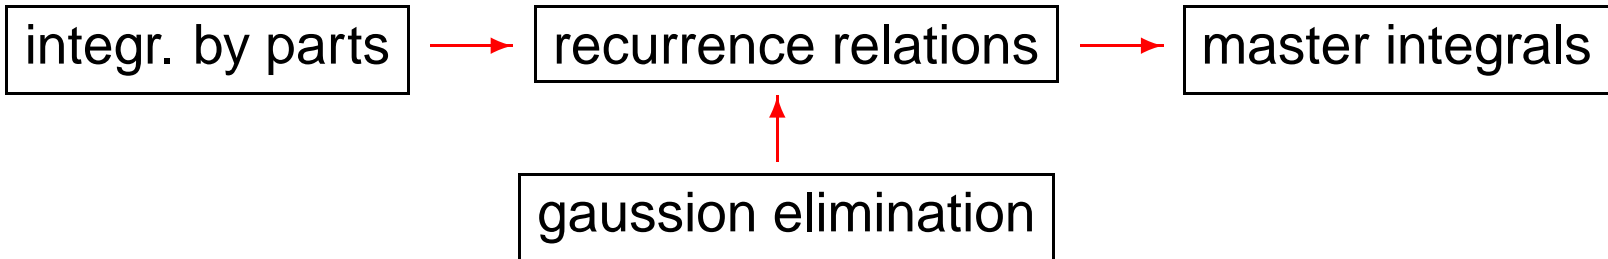 integr. by parts
recurrence relations
master integrals
gaussion elimination